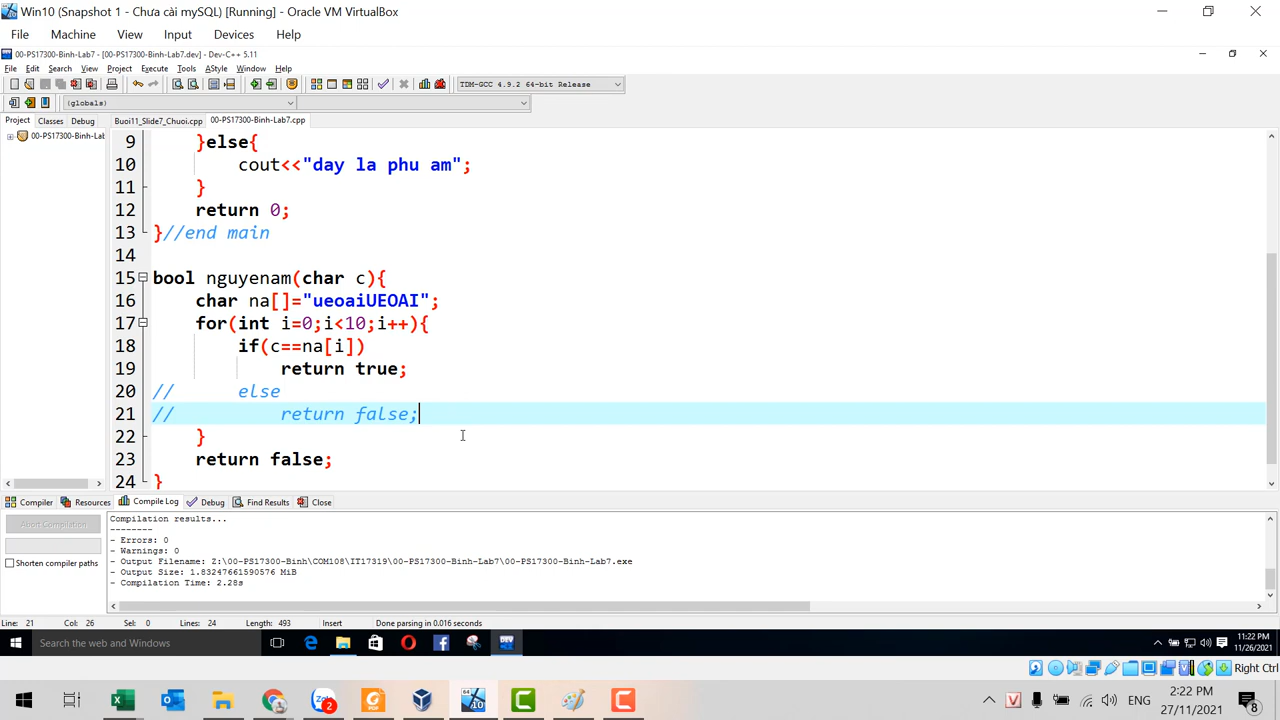 Win10 (Snapshot 1 - Chưa cài mySQL) [Running] - Oracle VM VirtualBox
File Machine View Input Devices Help
00-PS17300-Binh-Lab7 - [00-PS17300-Binh-Lab7.dev] - Dev-C++ 5.11
File Edit Search View Project Execute Tools AStyle Window Help
TDM-GCC 4.9.2 64-bit Release
(globals)
Project Classes Debug Buoi11_Slide7_Chuoi.cpp 00-PS17300-Binh-Lab7.cpp
00-PS17300-Binh-Lab
9 }else{
10 cout<<"day la phu am";
11 }
12 return 0;
13 }//end main
14
15 bool nguyenam(char c){
16 char na[]="ueoaiUEOAI";
17 for(int i=0;i<10;i++){
18 if(c==na[i])
19 return true;
20 // else
21 // return false;
22 }
23 return false;
24 }
Compiler Resources Compile Log Debug Find Results Close
Abort Compilation
Shorten compiler paths
Compilation results...
--------
- Errors: 0
- Warnings: 0
- Output Filename: Z:\00-PS17300-Binh\COM108\IT17319\00-PS17300-Binh-Lab7\00-PS17300-Binh-Lab7.exe
- Output Size: 1.83247661590576 MiB
- Compilation Time: 2.28s
Line: 21 Col: 26 Sel: 0 Lines: 24 Length: 493 Insert Done parsing in 0.016 seconds
Search the web and Windows
DEV
11:22 PM
11/26/2021
Right Ctrl
Zalo
2
PDF
64
10
V
ENG
2:22 PM
27/11/2021
8